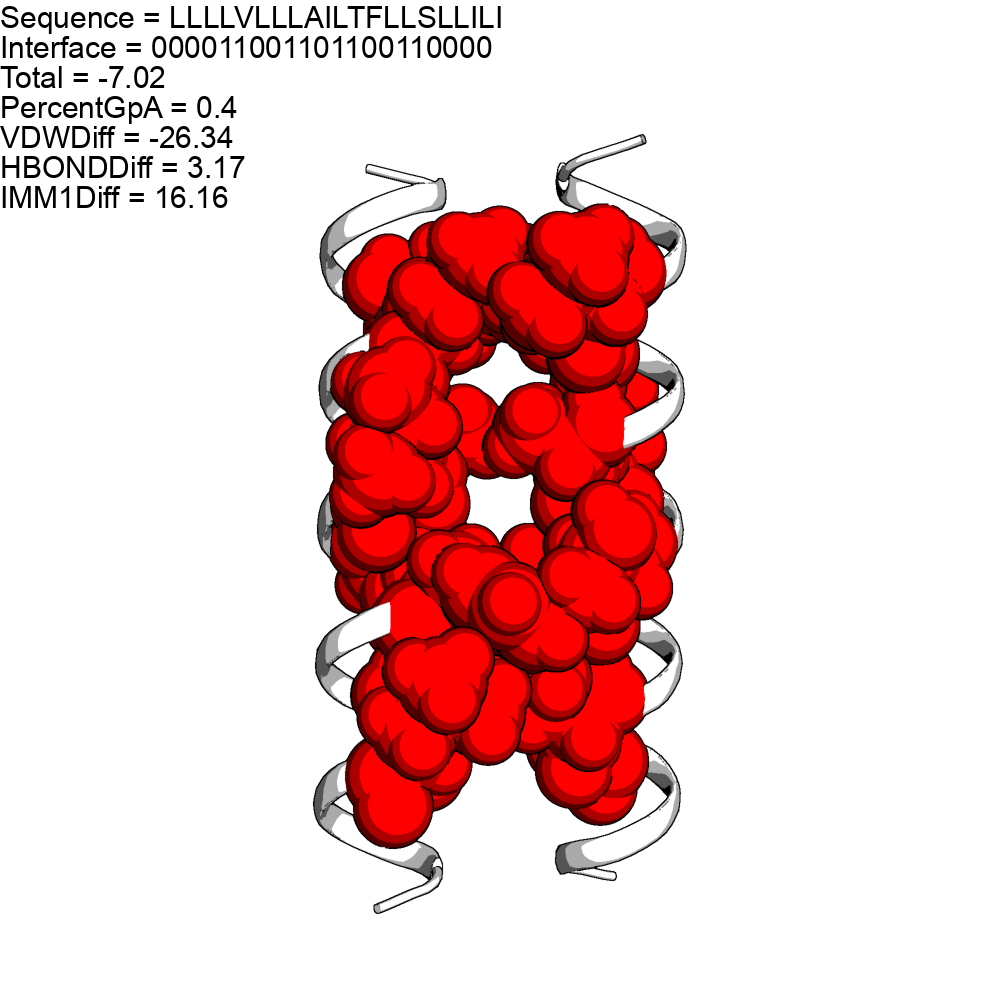 Sequence = LLLLVLLLAILTFLLSLLILI
Interface = 000011001101100110000
Total = -7.02
PercentGpA = 0.4
VDWDiff = -26.34
HBONDDiff = 3.17
IMM1Diff = 16.16